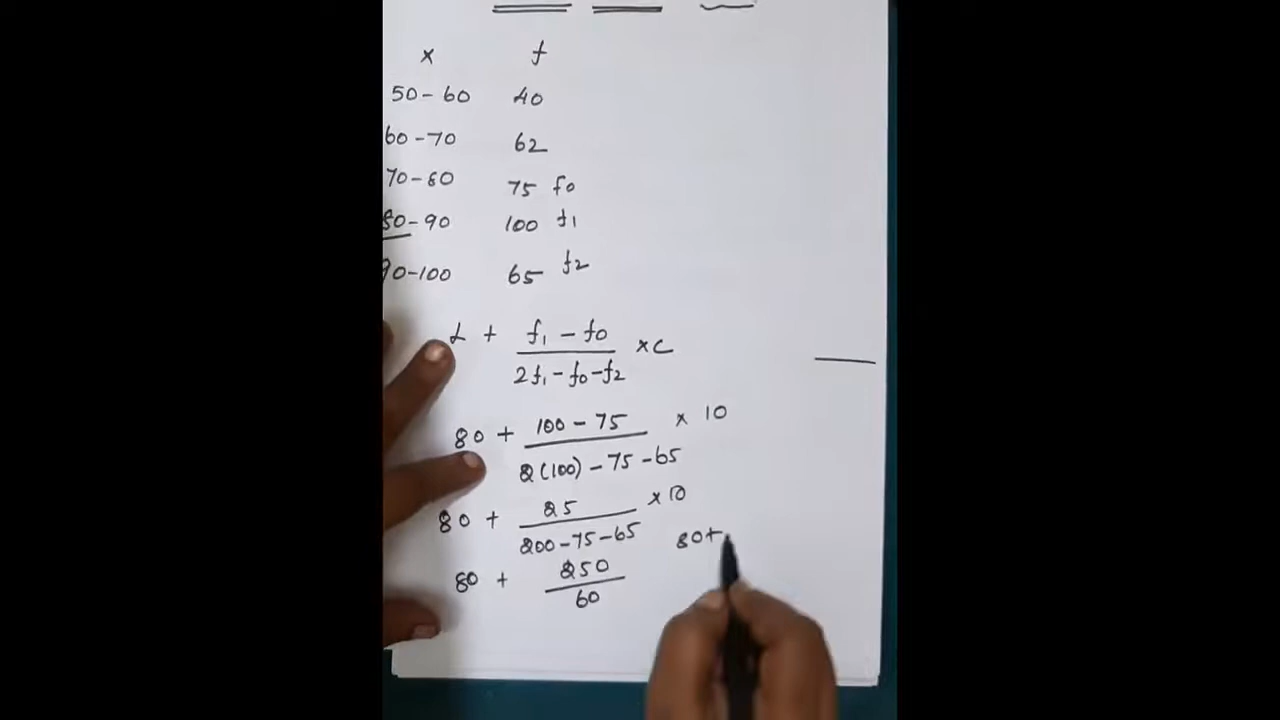 x f
50-60 40
60-70 62
70-80 75 f0
80-90 100 f1
90-100 65 f2
L + f1 - f0 / 2f1 - f0 - f2 × C
80 + 100 - 75 / 2(100) - 75 - 65 × 10
80 + 25 / 200 - 75 - 65 × 10
80 + 250 / 60 80+